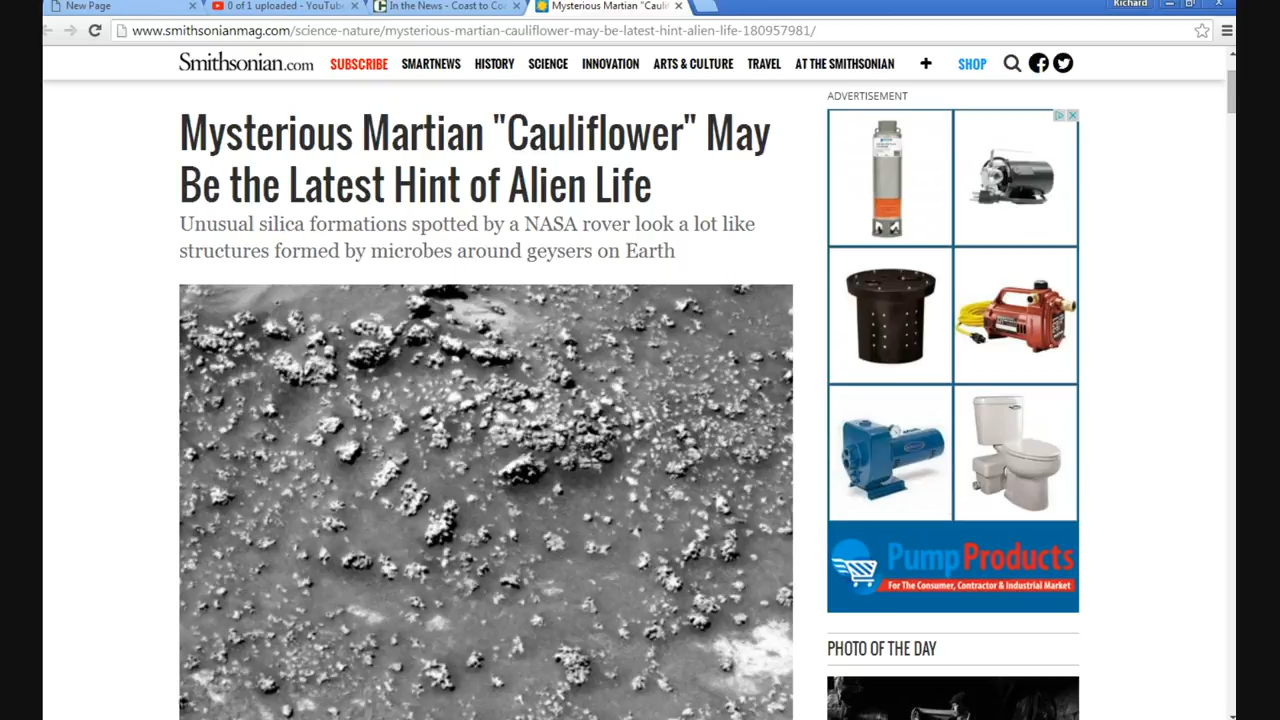 New Page
0 of 1 uploaded - YouTube
In the News - Coast to Co
Mysterious Martian "Cauli
Richard
www.smithsonianmag.com/science-nature/mysterious-martian-cauliflower-may-be-latest-hint-alien-life-180957981/
Smithsonian.com SUBSCRIBE SMARTNEWS HISTORY SCIENCE INNOVATION ARTS & CULTURE TRAVEL AT THE SMITHSONIAN + SHOP
ADVERTISEMENT
Mysterious Martian "Cauliflower" May
Be the Latest Hint of Alien Life
Unusual silica formations spotted by a NASA rover look a lot like
structures formed by microbes around geysers on Earth
PumpProducts
For The Consumer, Contractor & Industrial Market
PHOTO OF THE DAY